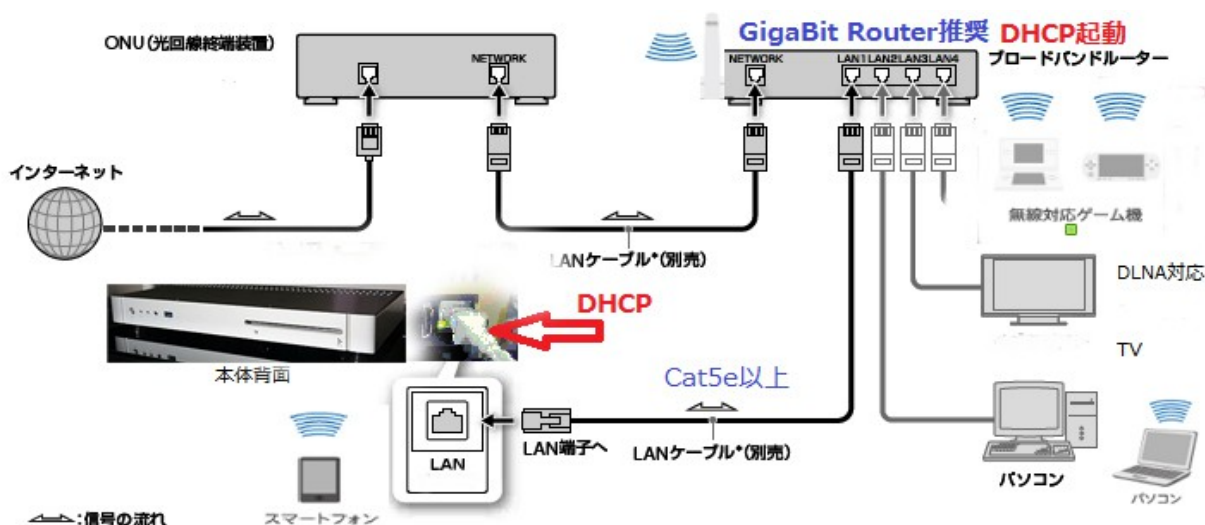 GigaBit Router推奨 DHCP起動
ONU(光回線終端装置)
NETWORK
NETWORK
LAN1 LAN2 LAN3 LAN4
ブロードバンドルーター
インターネット
無線対応ゲーム機
LANケーブル*(別売)
DLNA対応
DHCP
TV
本体背面
Cat5e以上
LAN端子へ
LANケーブル*(別売)
LAN
パソコン
パソコン
:信号の流れ
スマートフォン